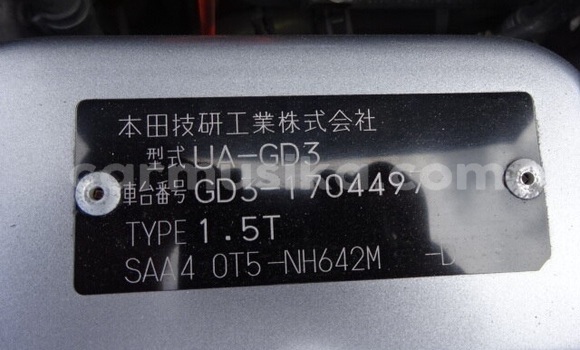 本田技研工業株式会社
型式 UA-GD3
車台番号 GD3-1704497
TYPE 1.5T
SAA4 0T5-NH642M